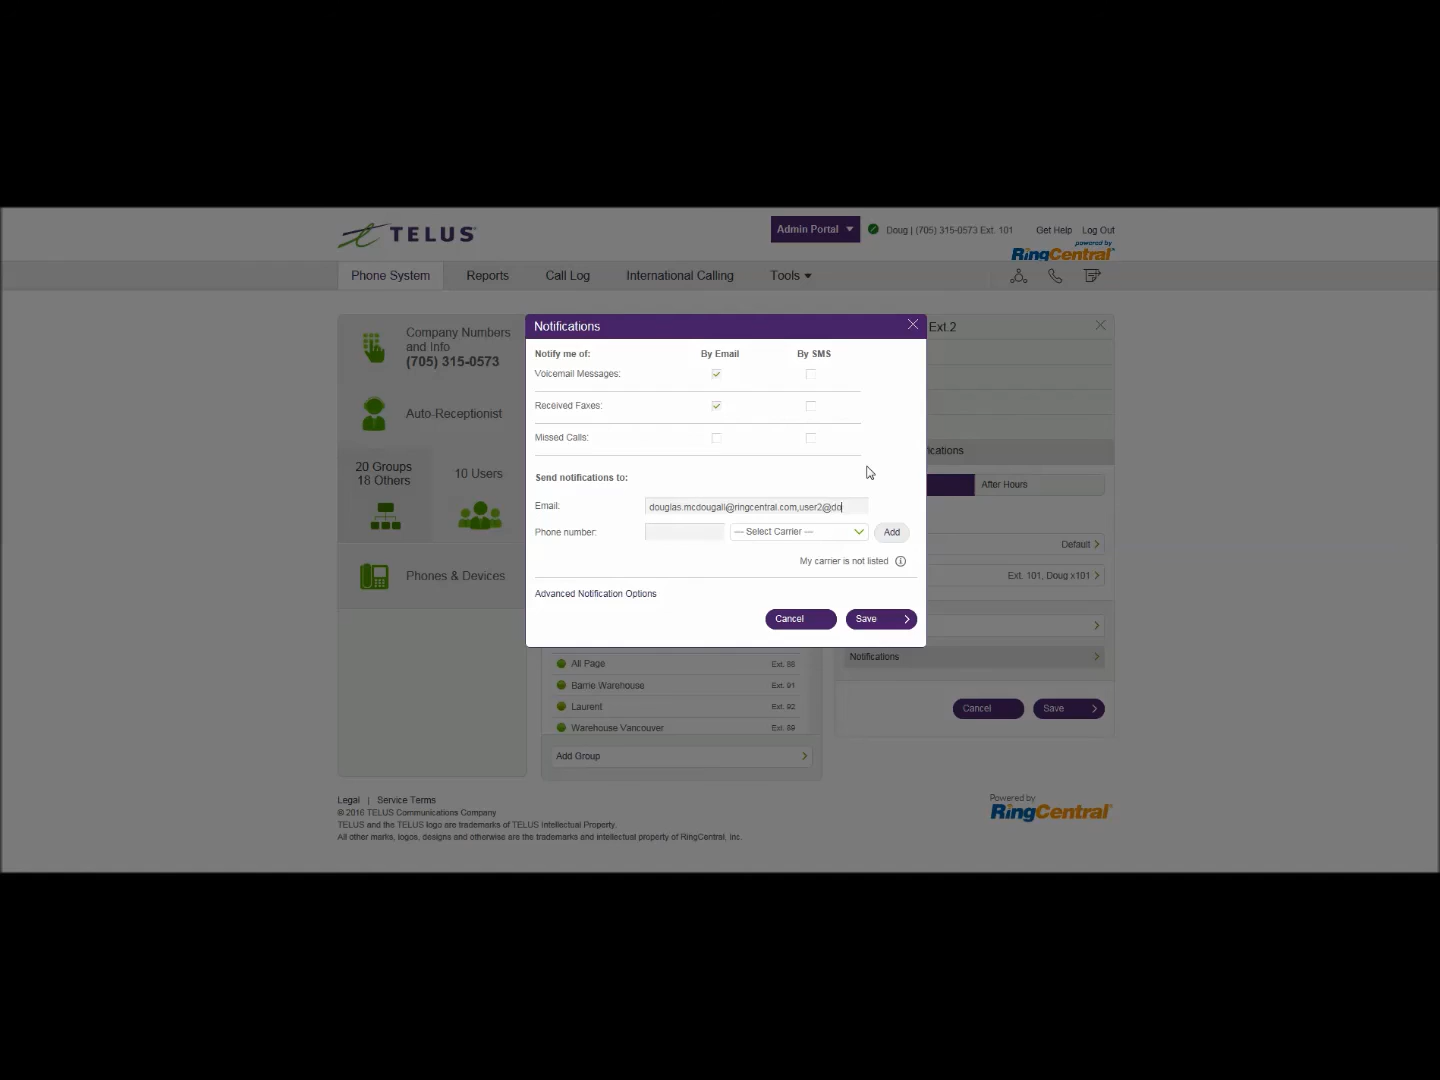 TELUS
Admin Portal
Doug | (705) 315-0573 Ext. 101
Get Help
Log Out
powered by
RingCentral
Phone System
Reports
Call Log
International Calling
Tools
Company Numbers
and Info
(705) 315-0573
Auto-Receptionist
20 Groups
18 Others
10 Users
Phones & Devices
Notifications
Notify me of:
By Email
By SMS
Voicemail Messages:
Received Faxes:
Missed Calls:
Send notifications to:
Email:
douglas.mcdougall@ringcentral.com,user2@do
Phone number:
--- Select Carrier ---
Add
My carrier is not listed
Advanced Notification Options
Cancel
Save
All Page
Ext. 88
Barrie Warehouse
Ext. 91
Laurent
Ext. 92
Warehouse Vancouver
Ext. 89
Add Group
Ext.2
ications
After Hours
Default
Ext. 101, Doug x101
Notifications
Cancel
Save
Legal | Service Terms
© 2016 TELUS Communications Company
TELUS and the TELUS logo are trademarks of TELUS Intellectual Property.
All other marks, logos, designs and otherwise are the trademarks and intellectual property of RingCentral, Inc.
Powered by
RingCentral